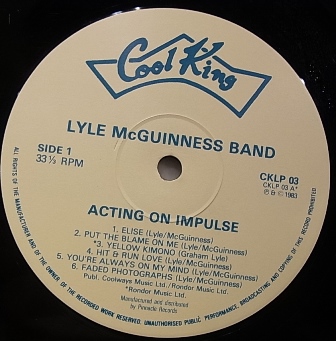 Cool King
LYLE McGUINNESS BAND
SIDE 1
33⅓ RPM
CKLP 03
CKLP 03 A*
℗ & © 1983
ACTING ON IMPULSE
1. ELISE (Lyle/McGuinness)
2. PUT THE BLAME ON ME (Lyle/McGuinness)
*3. YELLOW KIMONO (Graham Lyle)
4. HIT & RUN LOVE (Lyle/McGuinness)
5. YOU'RE ALWAYS ON MY MIND (Lyle/McGuinness)
6. FADED PHOTOGRAPHS (Lyle/McGuinness)
Publ. Coolways Music Ltd./Rondor Music Ltd.
*Rondor Music Ltd.
Manufactured and distributed
by Pinnacle Records
ALL RIGHTS OF THE MANUFACTURER AND OF THE OWNER OF THE RECORDED WORK RESERVED. UNAUTHORISED PUBLIC PERFORMANCE, BROADCASTING AND COPYING OF THIS RECORD PROHIBITED